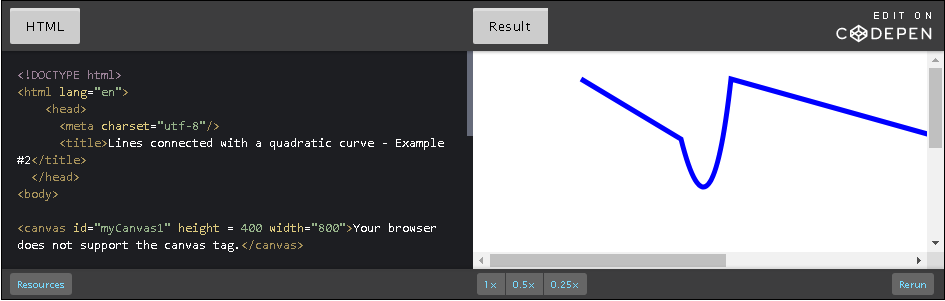 HTML
Result
EDIT ON
CODEPEN
<!DOCTYPE html>
<html lang="en">
<head>
<meta charset="utf-8"/>
<title>Lines connected with a quadratic curve - Example
#2</title>
</head>
<body>
<canvas id="myCanvas1" height = 400 width="800">Your browser
does not support the canvas tag.</canvas>
Resources
1×
0.5×
0.25×
Rerun